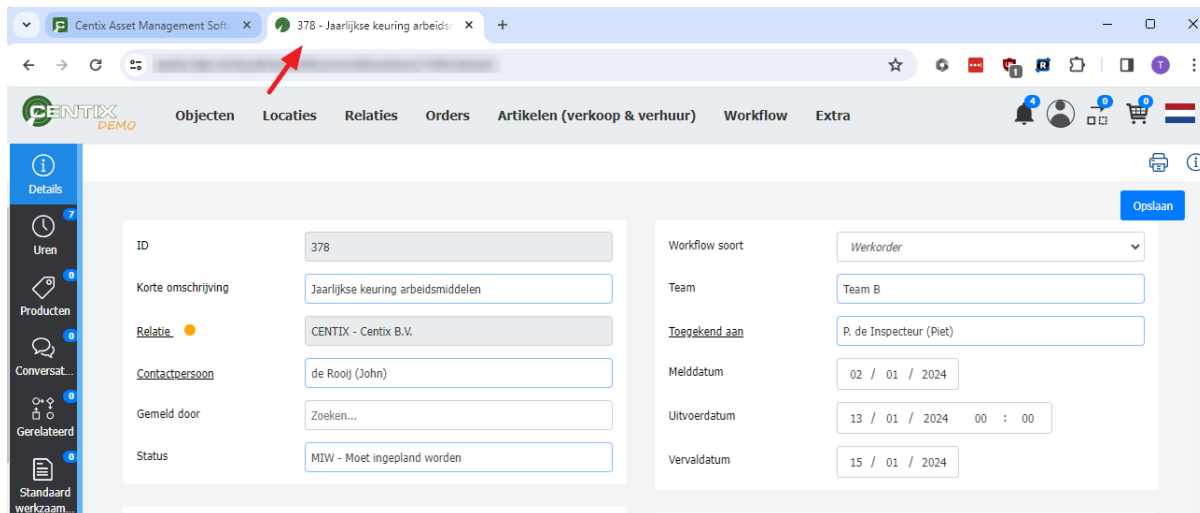 Centix Asset Management Soft
378 - Jaarlijkse keuring arbeids
1
CENTIX
DEMO
Objecten Locaties Relaties Orders Artikelen (verkoop & verhuur) Workflow Extra
4 0 0
T
Details
Opslaan
7
Uren
0
Producten
0
Conversat...
0
Gerelateerd
0
Standaard
werkzaam...
ID 378
Korte omschrijving Jaarlijkse keuring arbeidsmiddelen
Relatie CENTIX - Centix B.V.
Contactpersoon de Rooij (John)
Gemeld door Zoeken...
Status MIW - Moet ingepland worden
Workflow soort Werkorder
Team Team B
Toegekend aan P. de Inspecteur (Piet)
Melddatum 02 / 01 / 2024
Uitvoerdatum 13 / 01 / 2024 00 : 00
Vervaldatum 15 / 01 / 2024